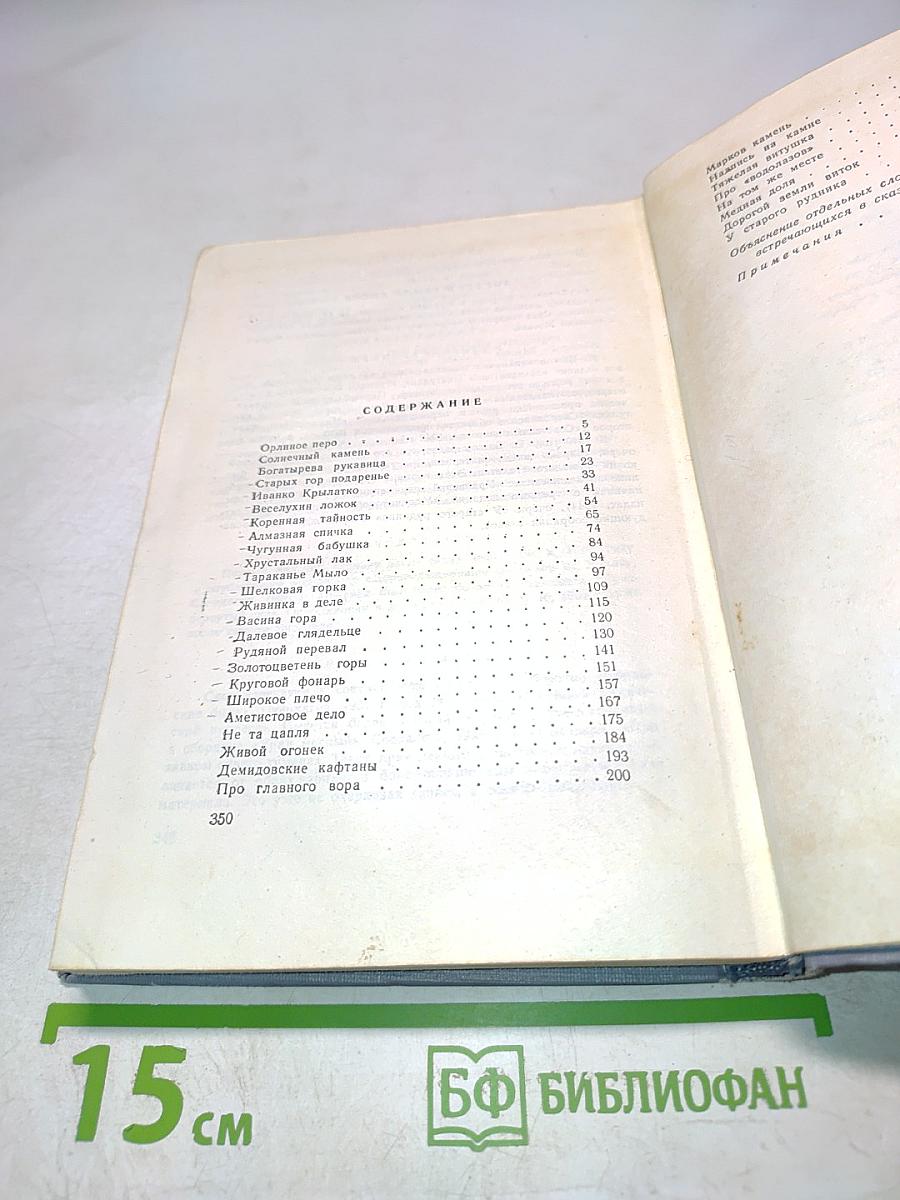 СОДЕРЖАНИЕ
Орлиное перо . . . . . . . . . . 5
Солнечный камень . . . . . . . . . . 12
Богатырева рукавица . . . . . . . . . . 17
Старых гор подаренье . . . . . . . . . . 23
Иванко Крылатко . . . . . . . . . . 33
Веселухин ложок . . . . . . . . . . 41
Коренная тайность . . . . . . . . . . 54
Алмазная спичка . . . . . . . . . . 65
Чугунная бабушка . . . . . . . . . . 74
Хрустальный лак . . . . . . . . . . 84
Тараканье Мыло . . . . . . . . . . 94
Шелковая горка . . . . . . . . . . 97
Живинка в деле . . . . . . . . . . 109
Васина гора . . . . . . . . . . 115
Далевое глядельце . . . . . . . . . . 120
Рудяной перевал . . . . . . . . . . 130
Золотоцветень горы . . . . . . . . . . 141
Круговой фонарь . . . . . . . . . . 151
Широкое плечо . . . . . . . . . . 157
Аметистовое дело . . . . . . . . . . 167
Не та цапля . . . . . . . . . . 175
Живой огонек . . . . . . . . . . 184
Демидовские кафтаны . . . . . . . . . . 193
Про главного вора . . . . . . . . . . 200
350
Марков камень . . . . .
Надпись на камне . . . .
Тяжелая витушка . . . .
Про «водолазов» . . . .
На том же месте . . . .
Медная доля . . . .
Дорогой земли виток . .
У старого рудника . . .
Объяснение отдельных сло
встречающихся в сказ
Примечания . .
15 см
БФ БИБЛИОФАН